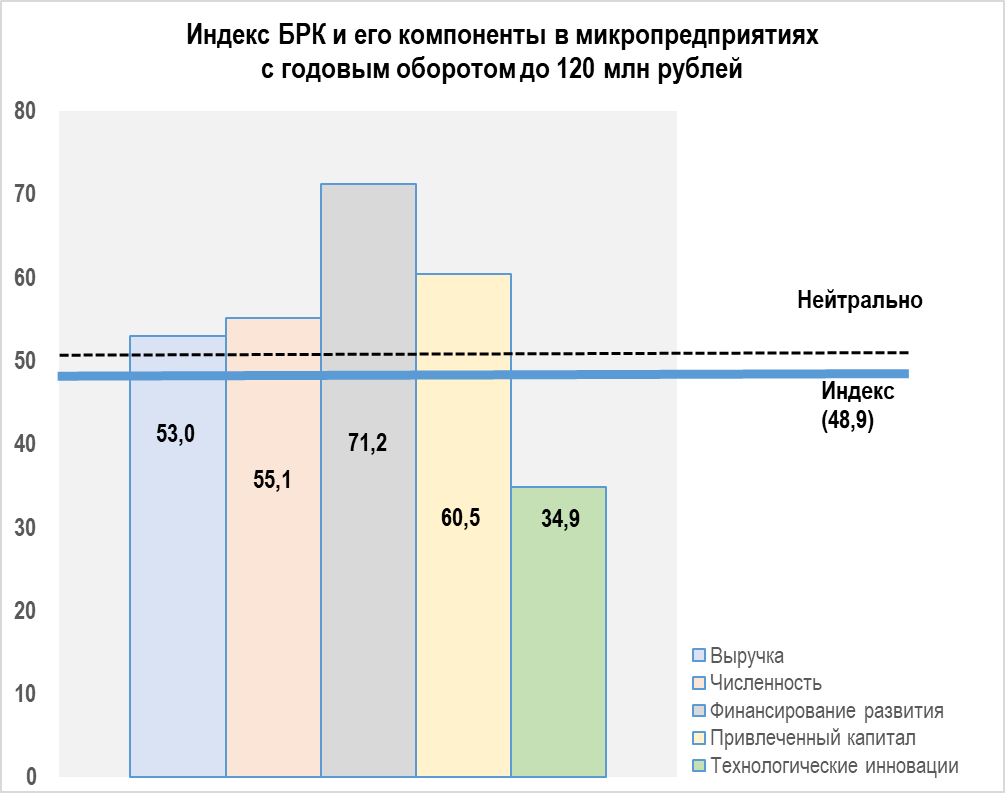 Индекс БРК и его компоненты в микропредприятиях
с годовым оборотом до 120 млн рублей
80
70
60
50
40
30
20
10
0
53,0
55,1
71,2
60,5
34,9
Нейтрально
Индекс
(48,9)
Выручка
Численность
Финансирование развития
Привлеченный капитал
Технологические инновации